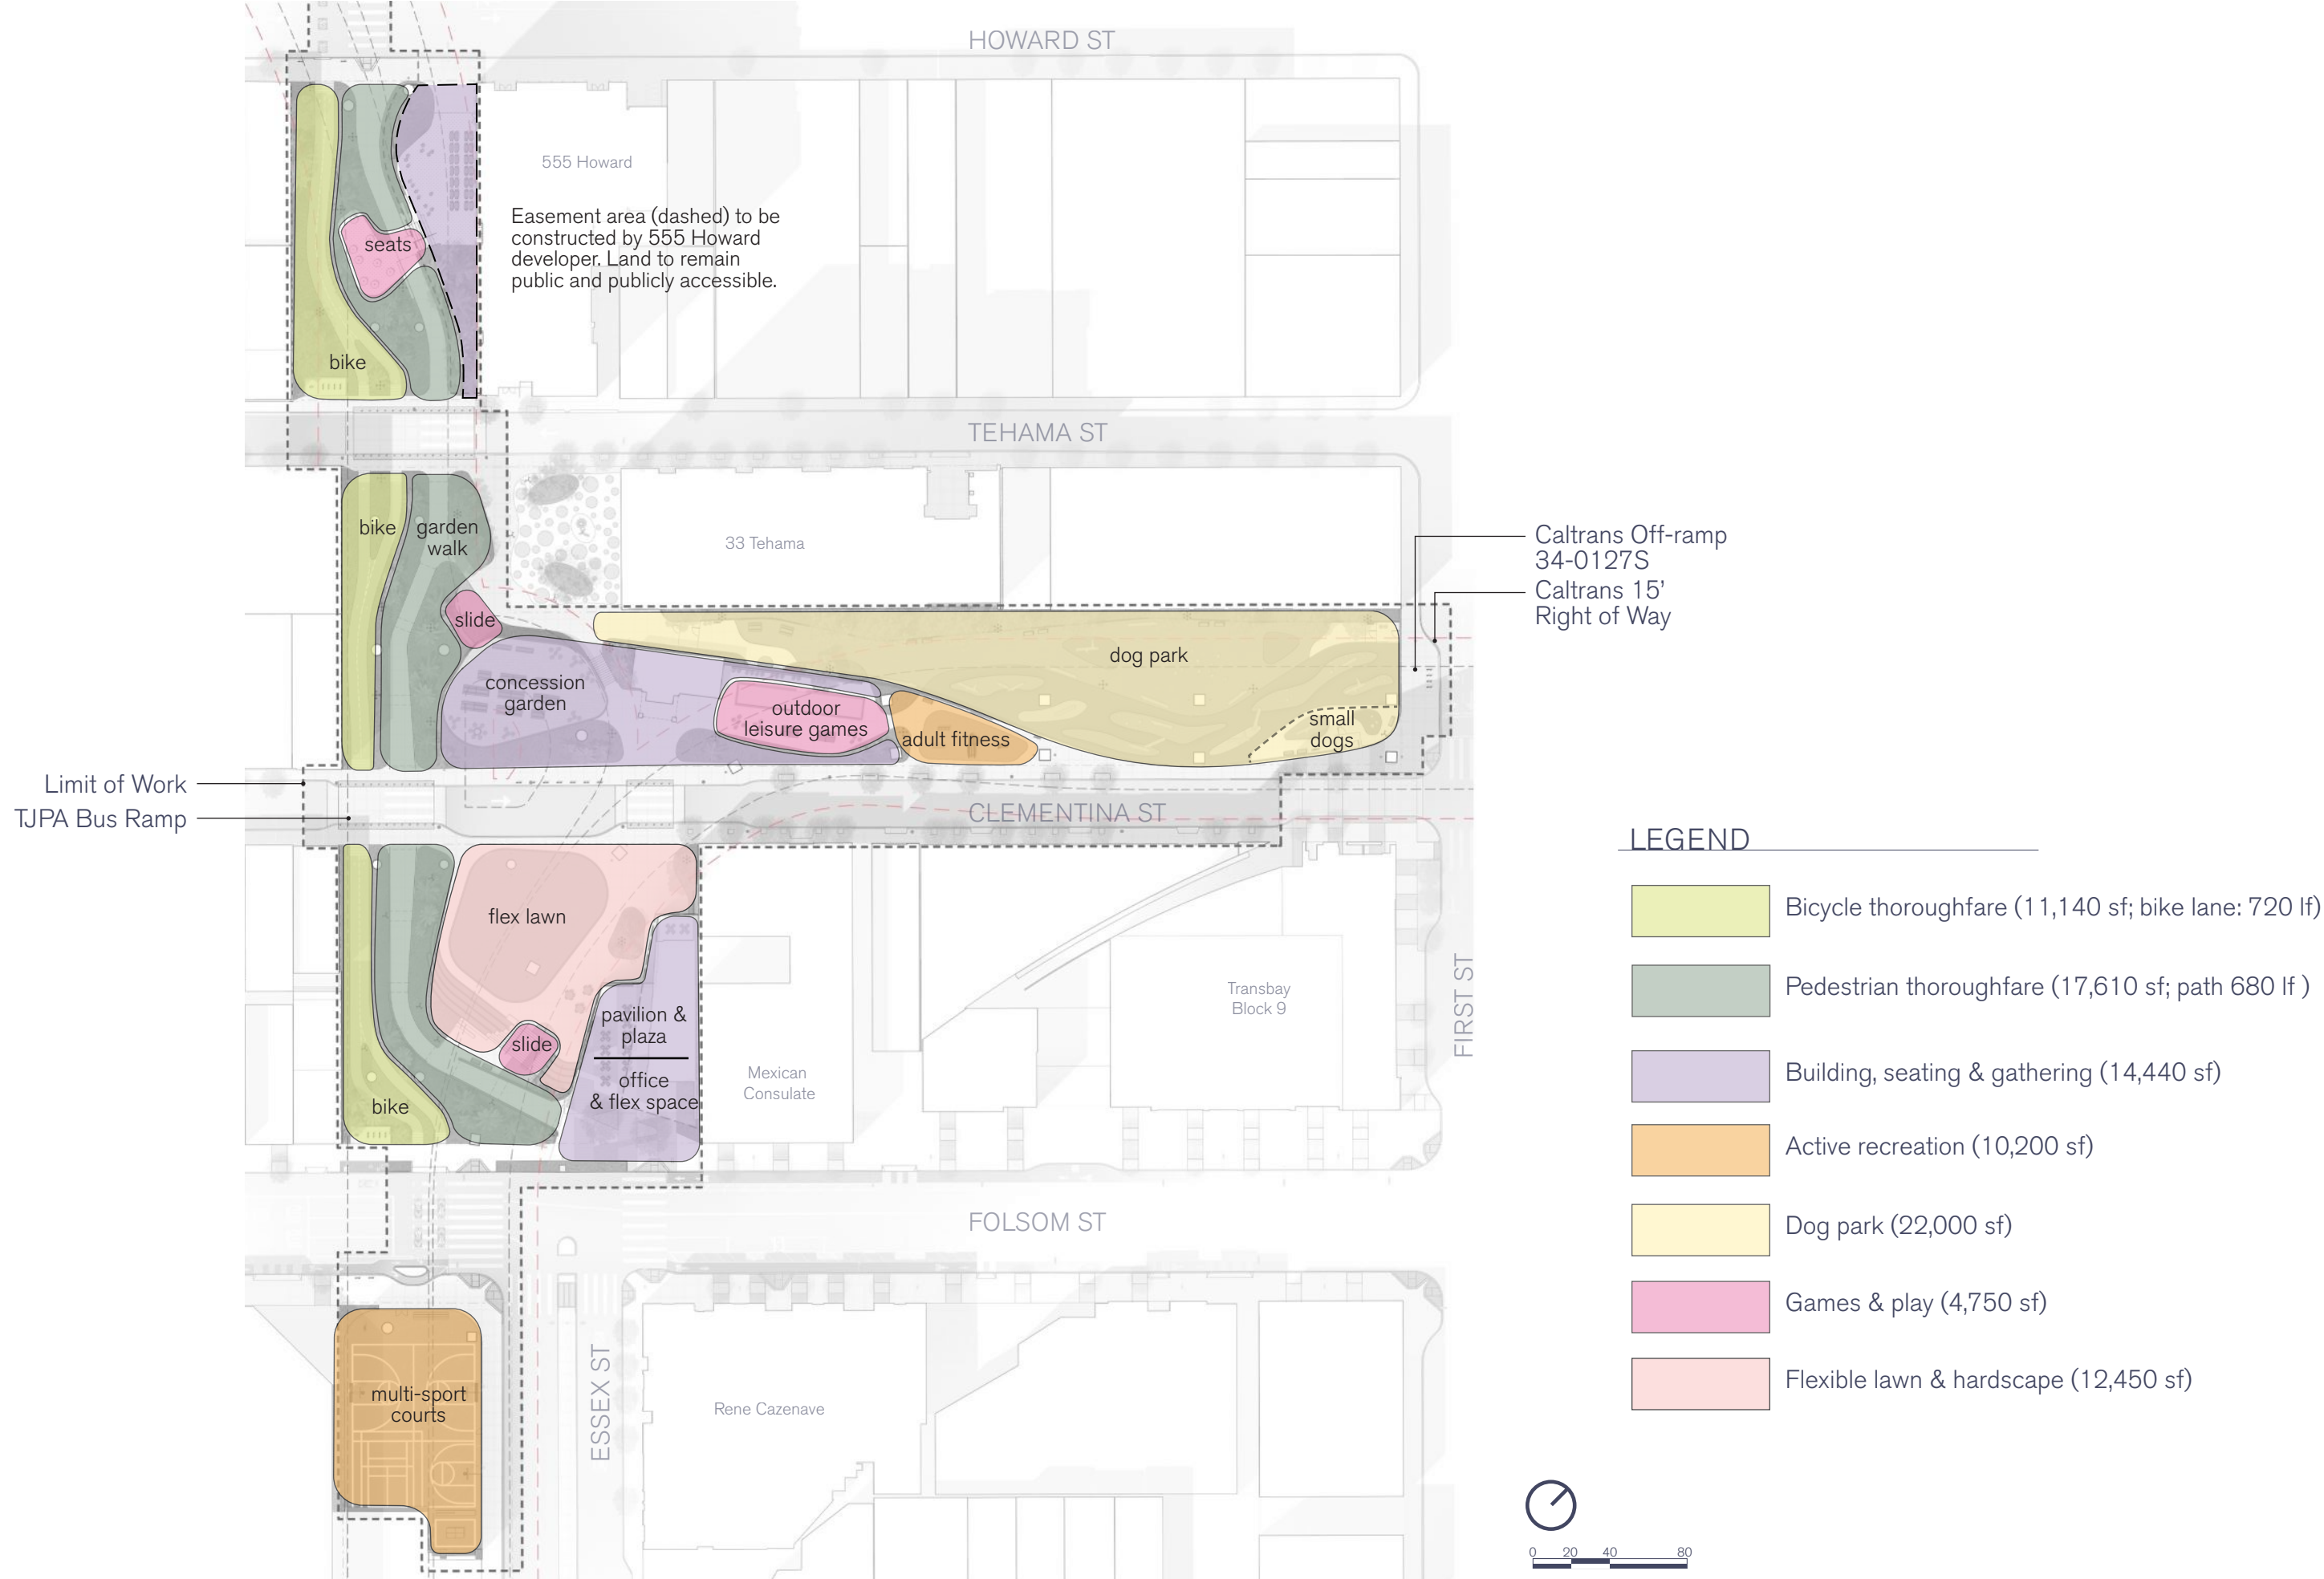 HOWARD ST
555 Howard
Easement area (dashed) to be
constructed by 555 Howard
developer. Land to remain
public and publicly accessible.
seats
bike
TEHAMA ST
bike
garden
walk
33 Tehama
slide
concession
garden
outdoor
leisure games
adult fitness
dog park
small
dogs
Caltrans Off-ramp
34-0127S
Caltrans 15’
Right of Way
Limit of Work
TJPA Bus Ramp
CLEMENTINA ST
flex lawn
slide
pavilion &
plaza
office
& flex space
bike
Mexican
Consulate
Transbay
Block 9
FIRST ST
FOLSOM ST
multi-sport
courts
ESSEX ST
Rene Cazenave
LEGEND
Bicycle thoroughfare (11,140 sf; bike lane: 720 lf)
Pedestrian thoroughfare (17,610 sf; path 680 lf )
Building, seating & gathering (14,440 sf)
Active recreation (10,200 sf)
Dog park (22,000 sf)
Games & play (4,750 sf)
Flexible lawn & hardscape (12,450 sf)
0 20 40 80